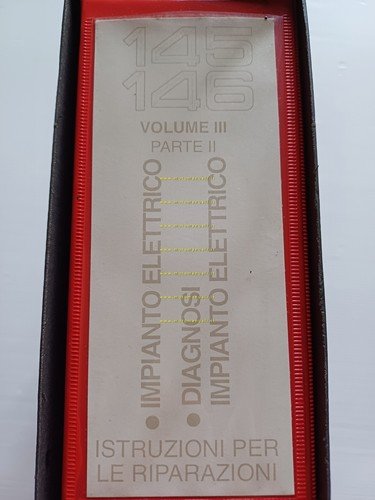 145
146
VOLUME III
PARTE II
● IMPIANTO ELETTRICO
● DIAGNOSI
IMPIANTO ELETTRICO
ISTRUZIONI PER
LE RIPARAZIONI